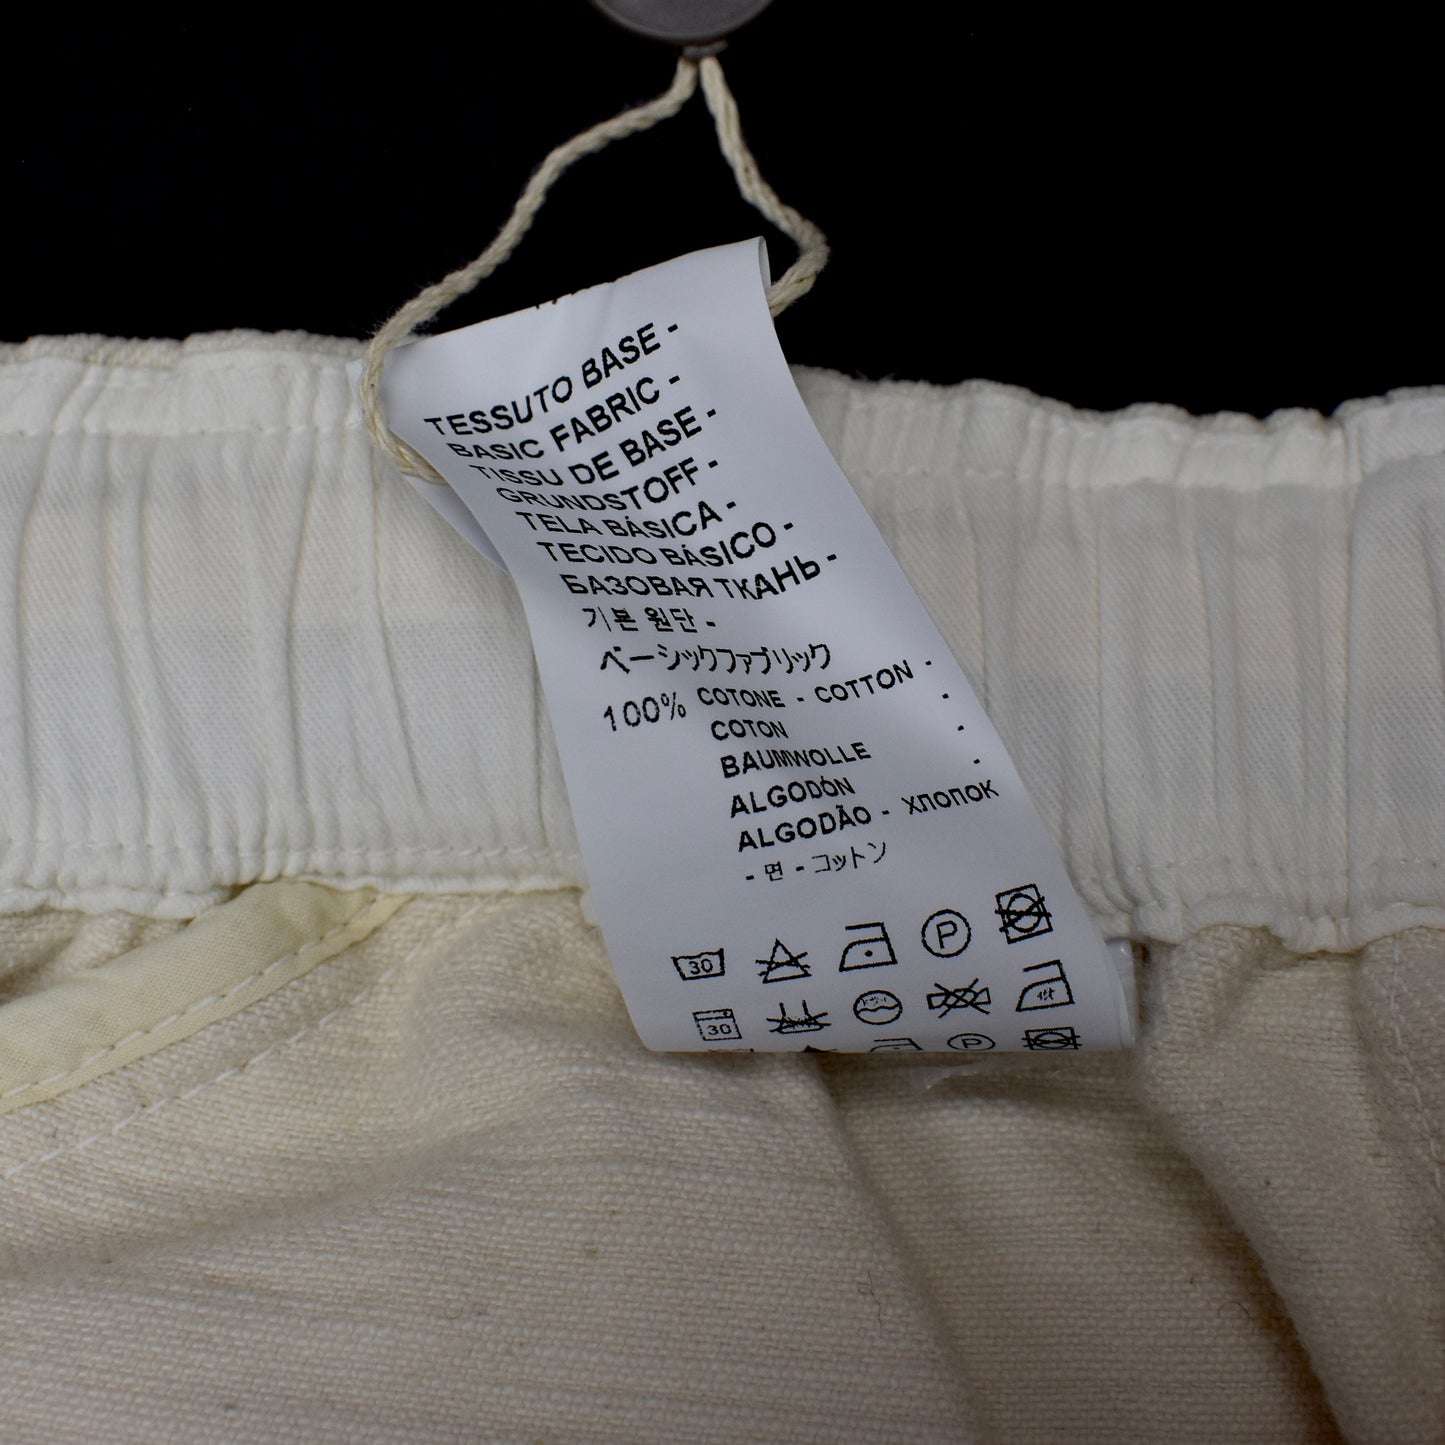 TESSUTO BASE -
BASIC FABRIC -
TISSU DE BASE -
GRUNDSTOFF -
TELA BÁSICA -
TECIDO BÁSICO -
БАЗОВАЯ ТКАНЬ -
기본 원단 -
ベーシックファブリック
100% COTONE - COTTON -
COTON -
BAUMWOLLE -
ALGODÓN -
ALGODÃO - ХЛОПОК
- 면 - コットン
30 P
30
P